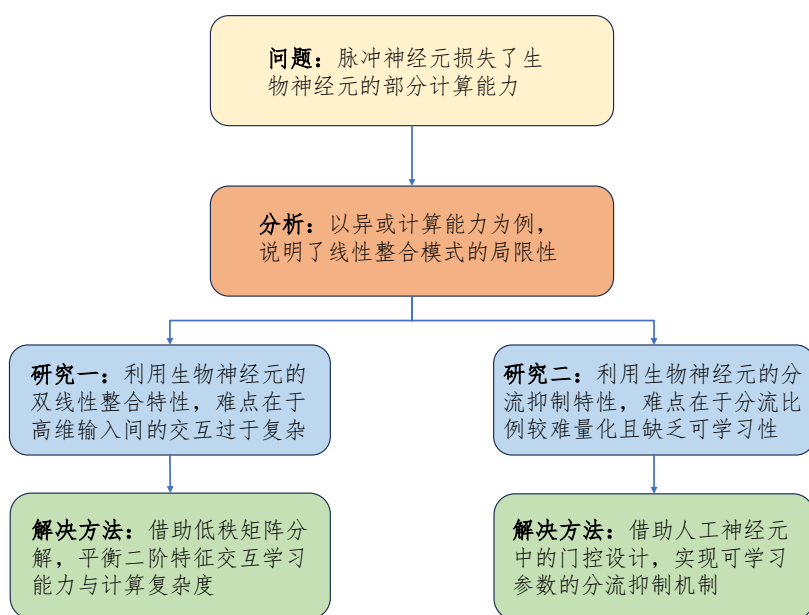 问题：脉冲神经元损失了生
物神经元的部分计算能力
分析：以异或计算能力为例，
说明了线性整合模式的局限性
研究一：利用生物神经元的
双线性整合特性，难点在于
高维输入间的交互过于复杂
研究二：利用生物神经元的分
流抑制特性，难点在于分流比
例较难量化且缺乏可学习性
解决方法：借助低秩矩阵分
解，平衡二阶特征交互学习
能力与计算复杂度
解决方法：借助人工神经元
中的门控设计，实现可学习
参数的分流抑制机制